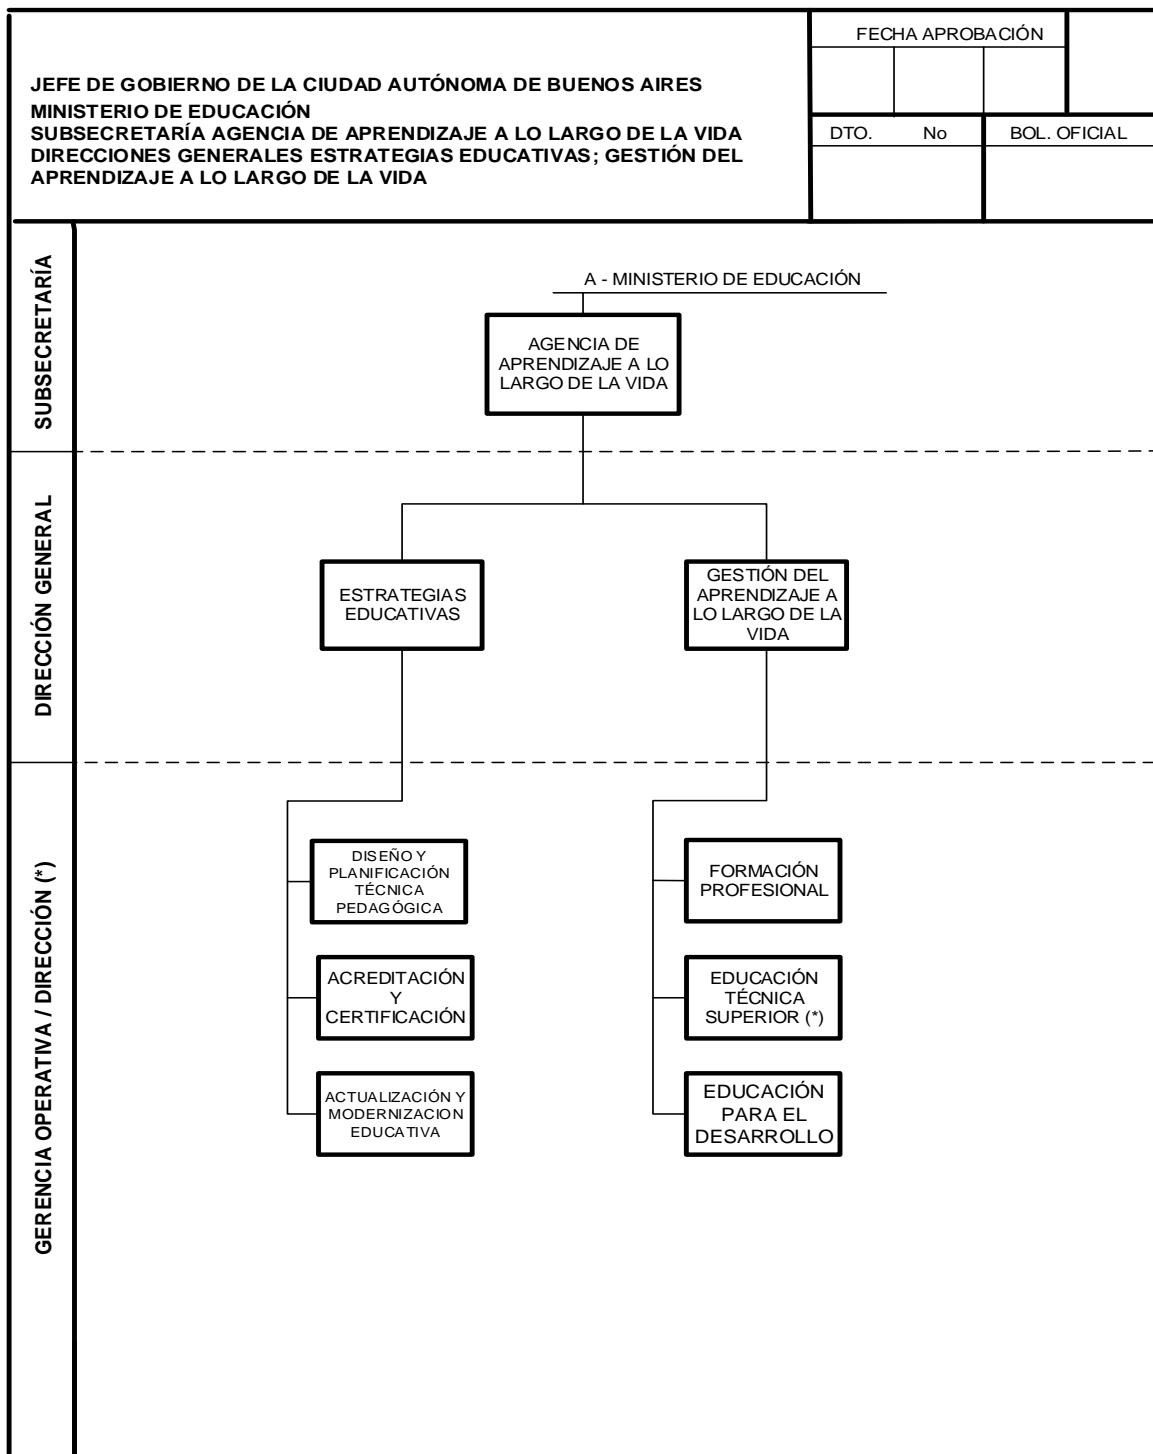 JEFE DE GOBIERNO DE LA CIUDAD AUTÓNOMA DE BUENOS AIRES
MINISTERIO DE EDUCACIÓN
SUBSECRETARÍA AGENCIA DE APRENDIZAJE A LO LARGO DE LA VIDA
DIRECCIONES GENERALES ESTRATEGIAS EDUCATIVAS; GESTIÓN DEL
APRENDIZAJE A LO LARGO DE LA VIDA
FECHA APROBACIÓN
DTO. No BOL. OFICIAL
SUBSECRETARÍA
A - MINISTERIO DE EDUCACIÓN
AGENCIA DE
APRENDIZAJE A LO
LARGO DE LA VIDA
DIRECCIÓN GENERAL
ESTRATEGIAS
EDUCATIVAS
GESTIÓN DEL
APRENDIZAJE A
LO LARGO DE LA
VIDA
GERENCIA OPERATIVA / DIRECCIÓN (*)
DISEÑO Y
PLANIFICACIÓN
TÉCNICA
PEDAGÓGICA
ACREDITACIÓN
Y
CERTIFICACIÓN
ACTUALIZACIÓN Y
MODERNIZACION
EDUCATIVA
FORMACIÓN
PROFESIONAL
EDUCACIÓN
TÉCNICA
SUPERIOR (*)
EDUCACIÓN
PARA EL
DESARROLLO